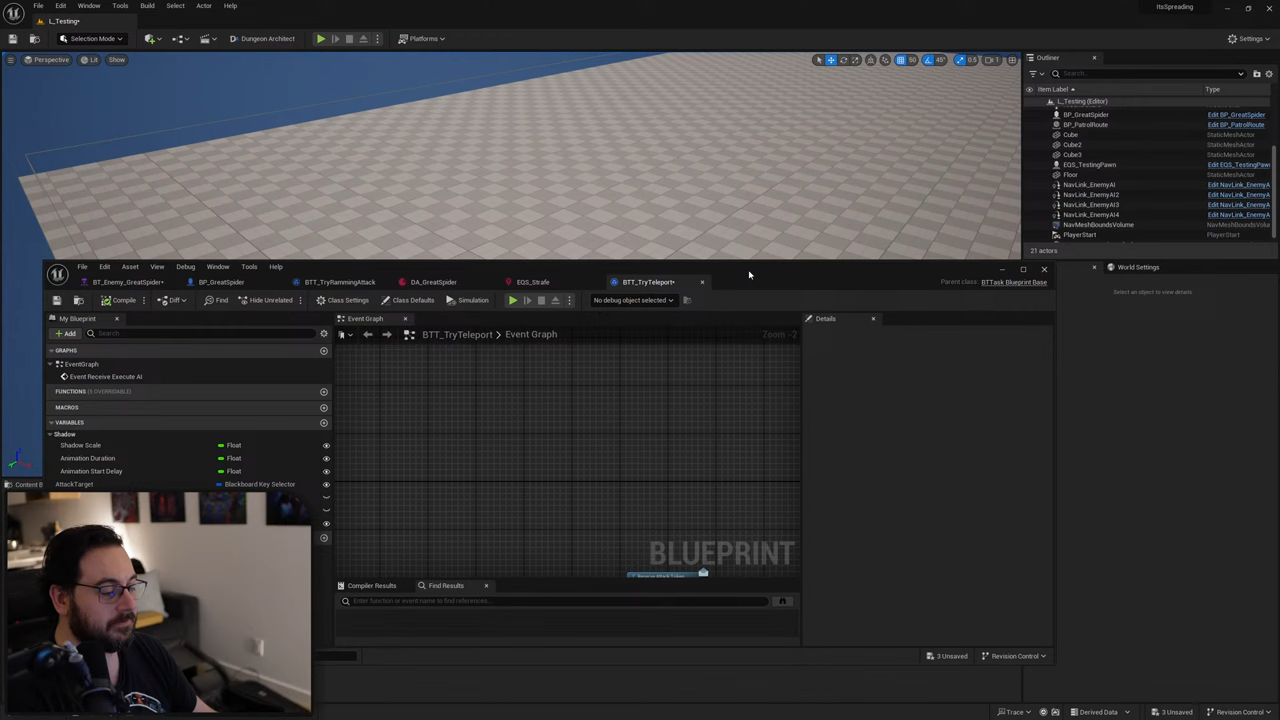 File Edit Window Tools Build Select Actor Help
ItsSpreading
L_Testing•
Selection Mode
Dungeon Architect
Platforms
Settings
Perspective Lit Show
50 45° 0.5 1
Outliner
Search...
Item Label Type
L_Testing (Editor)
BP_GreatSpider Edit BP_GreatSpider
BP_PatrolRoute Edit BP_PatrolRoute
Cube StaticMeshActor
Cube2 StaticMeshActor
Cube3 StaticMeshActor
EQS_TestingPawn Edit EQS_TestingPawn
Floor StaticMeshActor
NavLink_EnemyAI Edit NavLink_EnemyA
NavLink_EnemyAI2 Edit NavLink_EnemyA
NavLink_EnemyAI3 Edit NavLink_EnemyA
NavLink_EnemyAI4 Edit NavLink_EnemyA
NavMeshBoundsVolume NavMeshBoundsVolu
PlayerStart PlayerStart
21 actors
World Settings
Select an object to view details
File Edit Asset View Debug Window Tools Help
BT_Enemy_GreatSpider• BP_GreatSpider BTT_TryRammingAttack DA_GreatSpider EQS_Strafe BTT_TryTeleport•
Parent class: BTTask Blueprint Base
Compile Diff Find Hide Unrelated Class Settings Class Defaults Simulation No debug object selected
My Blueprint Event Graph Details
Add Search
BTT_TryTeleport > Event Graph
Zoom -2
GRAPHS
EventGraph
Event Receive Execute AI
FUNCTIONS (5 OVERRIDABLE)
MACROS
VARIABLES
Shadow
Shadow Scale Float
Animation Duration Float
Animation Start Delay Float
AttackTarget Blackboard Key Selector
Content B
BLUEPRINT
Compiler Results Find Results
Enter function or event name to find references...
3 Unsaved Revision Control
Trace Derived Data 3 Unsaved Revision Control